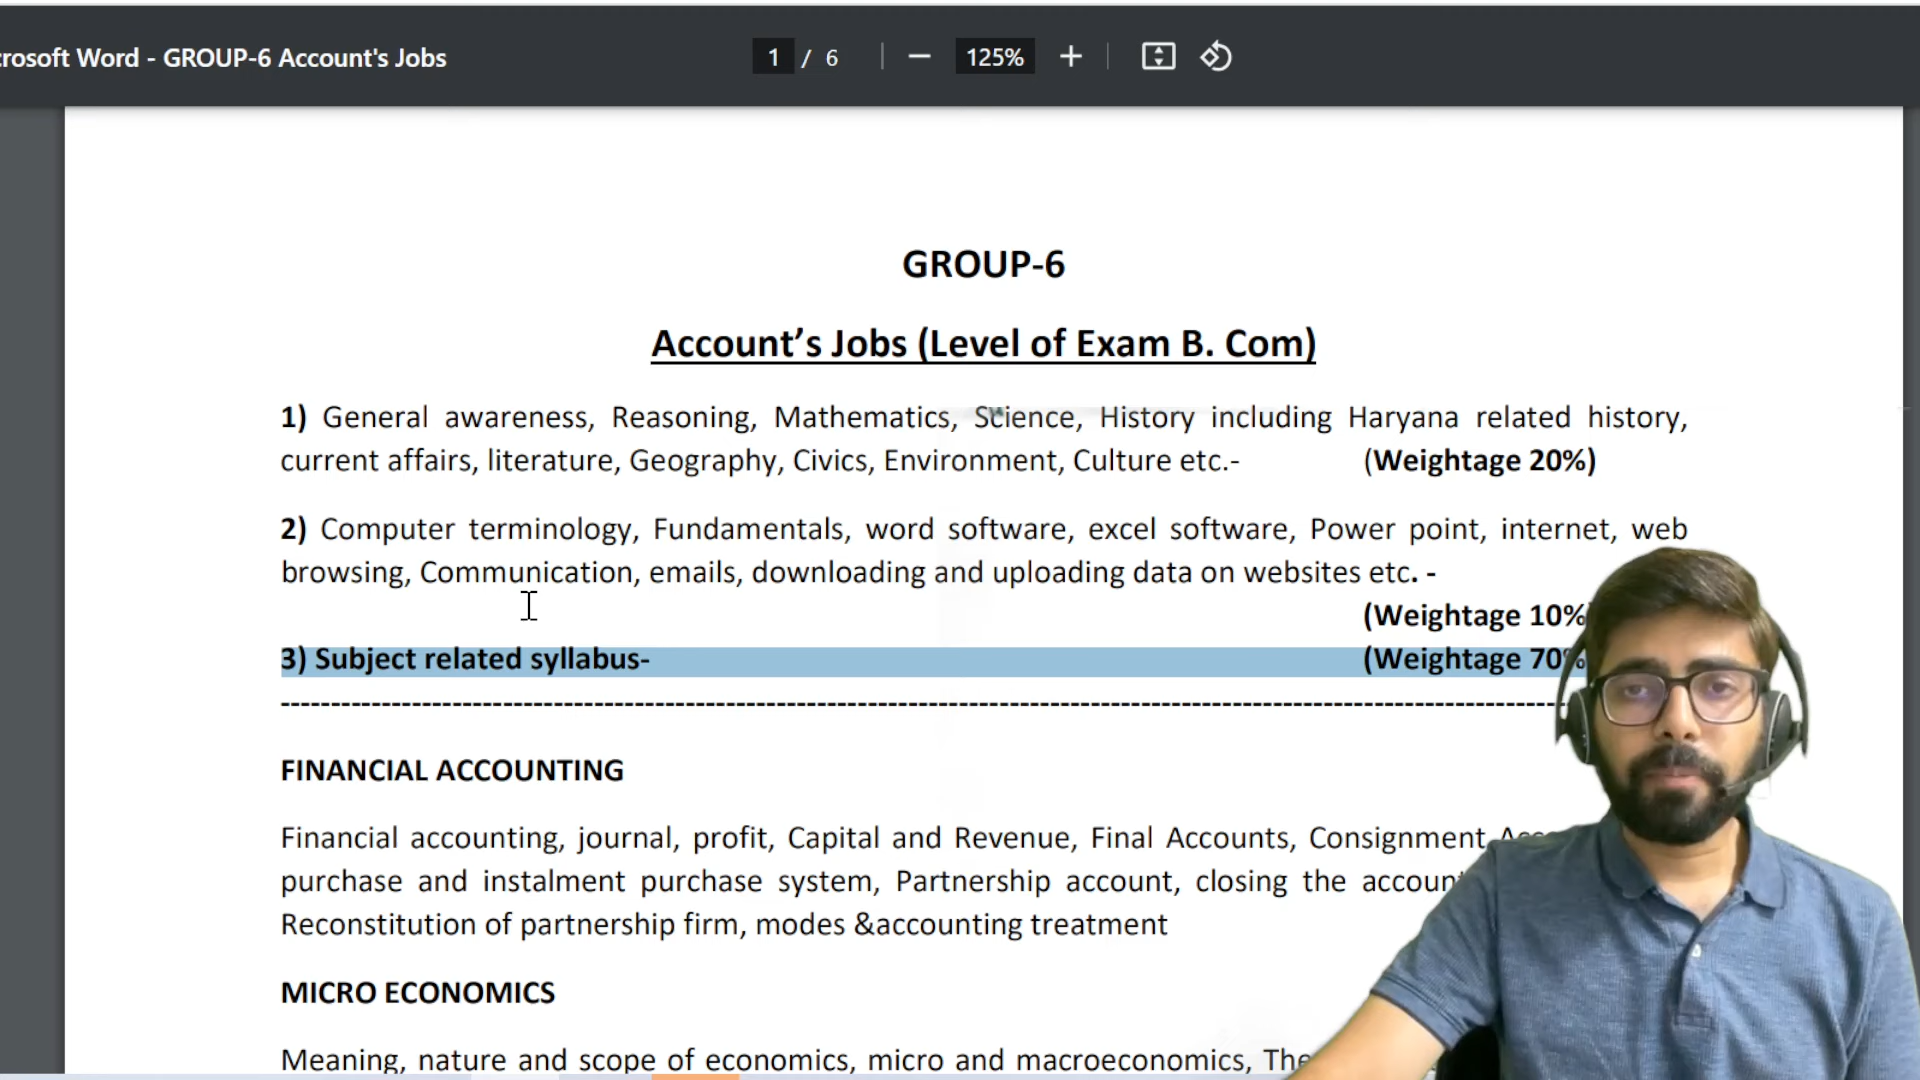 crosoft Word - GROUP-6 Account's Jobs
1 / 6
125%
GROUP-6
Account's Jobs (Level of Exam B. Com)
1) General awareness, Reasoning, Mathematics, Science, History including Haryana related history,
current affairs, literature, Geography, Civics, Environment, Culture etc.- (Weightage 20%)
2) Computer terminology, Fundamentals, word software, excel software, Power point, internet, web
browsing, Communication, emails, downloading and uploading data on websites etc. -
(Weightage 10%
3) Subject related syllabus- (Weightage 70%
FINANCIAL ACCOUNTING
Financial accounting, journal, profit, Capital and Revenue, Final Accounts, Consignment
purchase and instalment purchase system, Partnership account, closing the account
Reconstitution of partnership firm, modes &accounting treatment
MICRO ECONOMICS
Meaning, nature and scope of economics, micro and macroeconomics, The